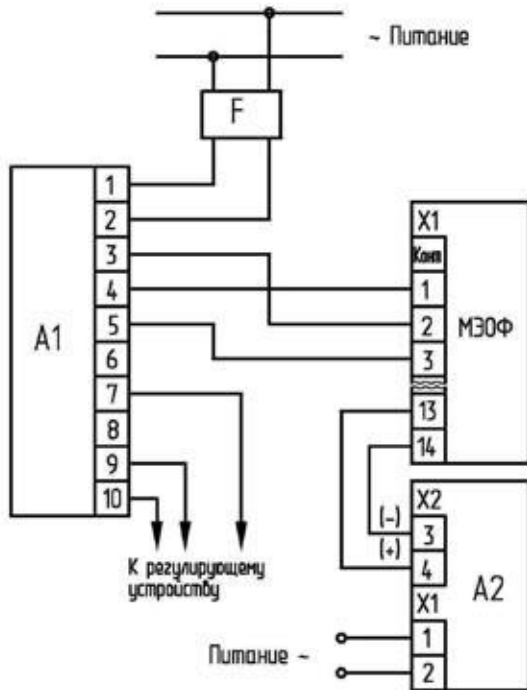 ~ Питание
F
A1
1
2
3
4
5
6
7
8
9
10
К регулирующему
устройству
X1
Конт
1
2
3
13
14
МЭОФ
X2
(-)
3
(+)
4
A2
X1
1
2
Питание ~